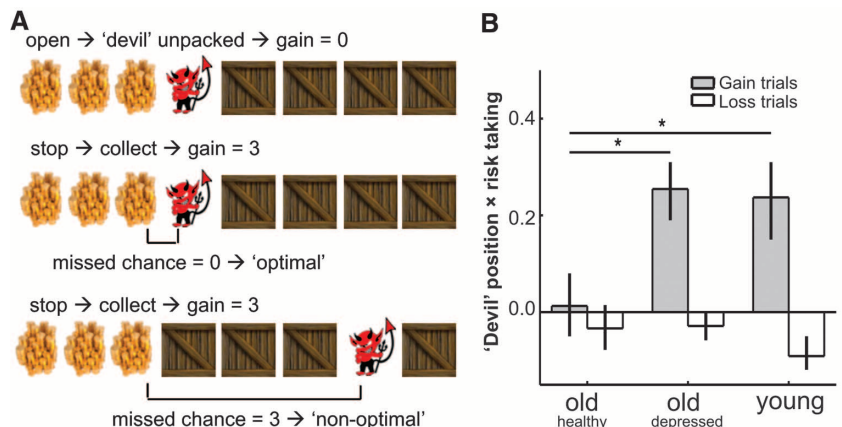 A
open → ‘devil’ unpacked → gain = 0
stop → collect → gain = 3
missed chance = 0 → ‘optimal’
stop → collect → gain = 3
missed chance = 3 → ‘non-optimal’
B
Gain trials
Loss trials
*
*
0.4
0.2
0.0
‘Devil’ position × risk taking
old
healthy
old
depressed
young